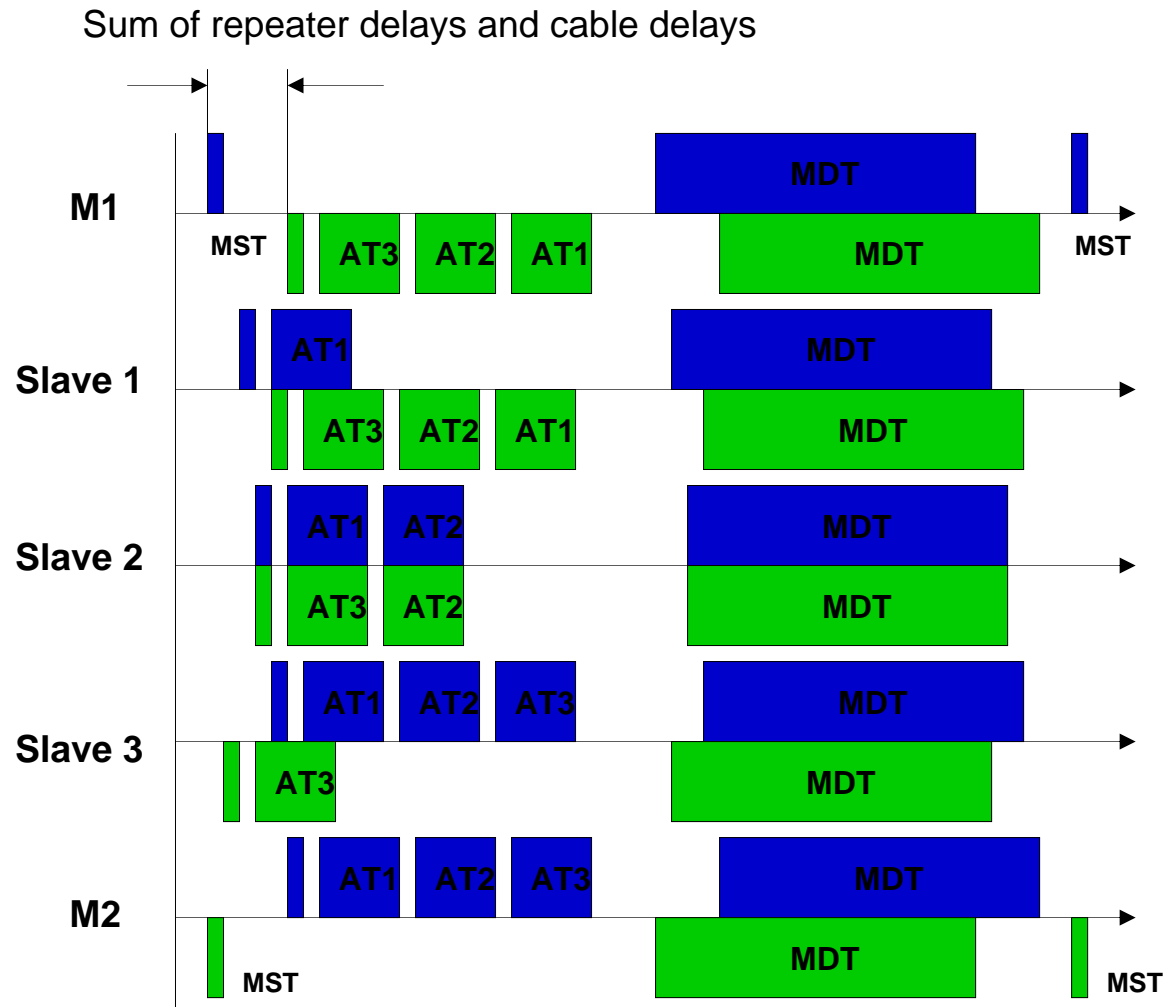 Sum of repeater delays and cable delays
MDT
M1
MST
AT3 AT2 AT1
MDT
MST
AT1
MDT
Slave 1
AT3 AT2 AT1
MDT
AT1 AT2
MDT
Slave 2
AT3 AT2
MDT
AT1 AT2 AT3
MDT
Slave 3
AT3
MDT
AT1 AT2 AT3
MDT
M2
MDT
MST
MST